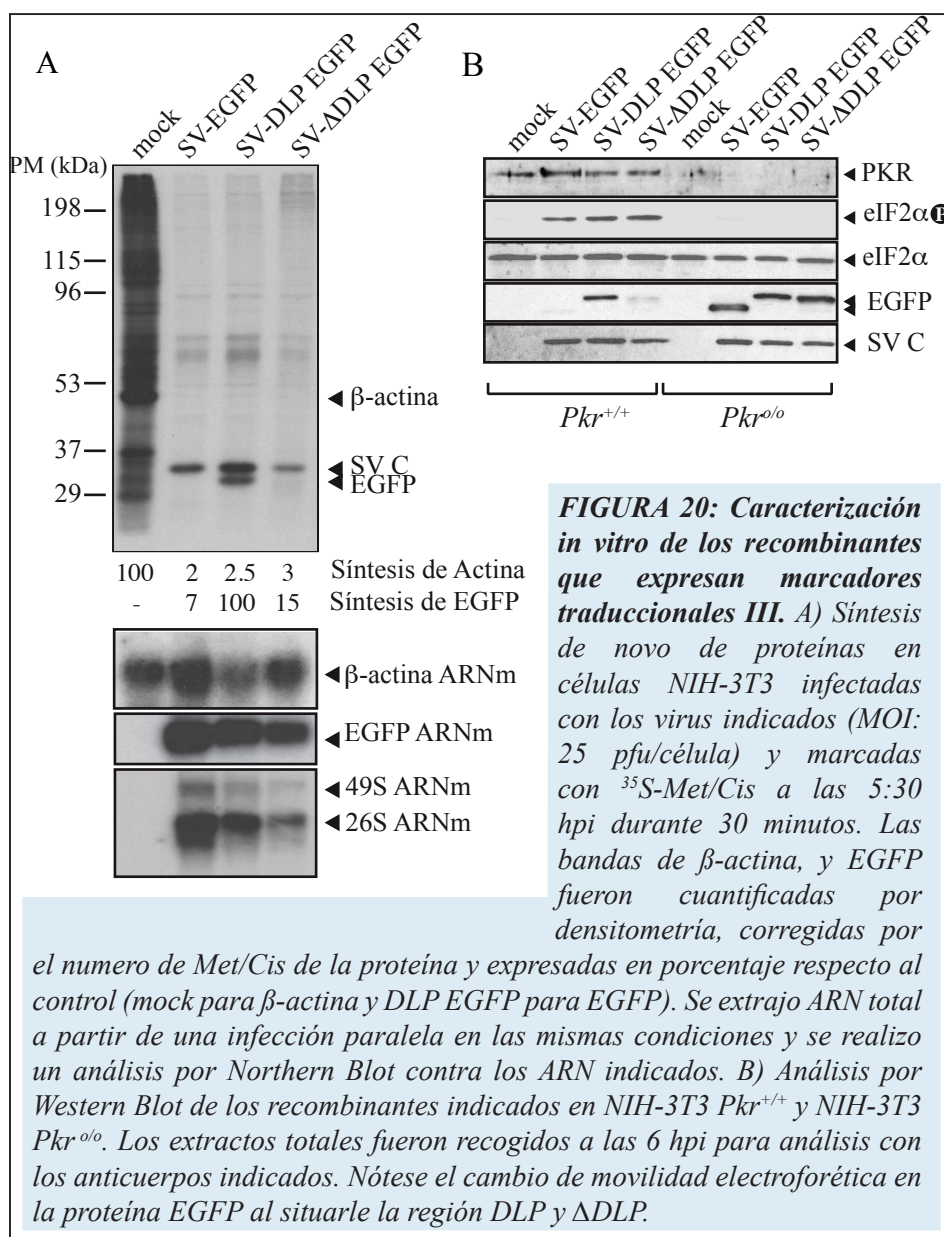 A
mock
SV-EGFP
SV-DLP EGFP
SV-ΔDLP EGFP
PM (kDa)
198
115
96
53
37
29
β-actina
SV C
EGFP
100 2 2.5 3 Síntesis de Actina
- 7 100 15 Síntesis de EGFP
β-actina ARNm
EGFP ARNm
49S ARNm
26S ARNm
B
mock
SV-EGFP
SV-DLP EGFP
SV-ΔDLP EGFP
mock
SV-EGFP
SV-DLP EGFP
SV-ΔDLP EGFP
PKR
eIF2α P
eIF2α
EGFP
SV C
Pkr+/+
Pkro/o
FIGURA 20: Caracterización
in vitro de los recombinantes
que expresan marcadores
traduccionales III. A) Síntesis
de novo de proteínas en
células NIH-3T3 infectadas
con los virus indicados (MOI:
25 pfu/célula) y marcadas
con 35S-Met/Cis a las 5:30
hpi durante 30 minutos. Las
bandas de ß-actina, y EGFP
fueron cuantificadas por
densitometría, corregidas por
el numero de Met/Cis de la proteína y expresadas en porcentaje respecto al
control (mock para ß-actina y DLP EGFP para EGFP). Se extrajo ARN total
a partir de una infección paralela en las mismas condiciones y se realizo
un análisis por Northern Blot contra los ARN indicados. B) Análisis por
Western Blot de los recombinantes indicados en NIH-3T3 Pkr+/+ y NIH-3T3
Pkr o/o. Los extractos totales fueron recogidos a las 6 hpi para análisis con
los anticuerpos indicados. Nótese el cambio de movilidad electroforética en
la proteína EGFP al situarle la región DLP y ΔDLP.